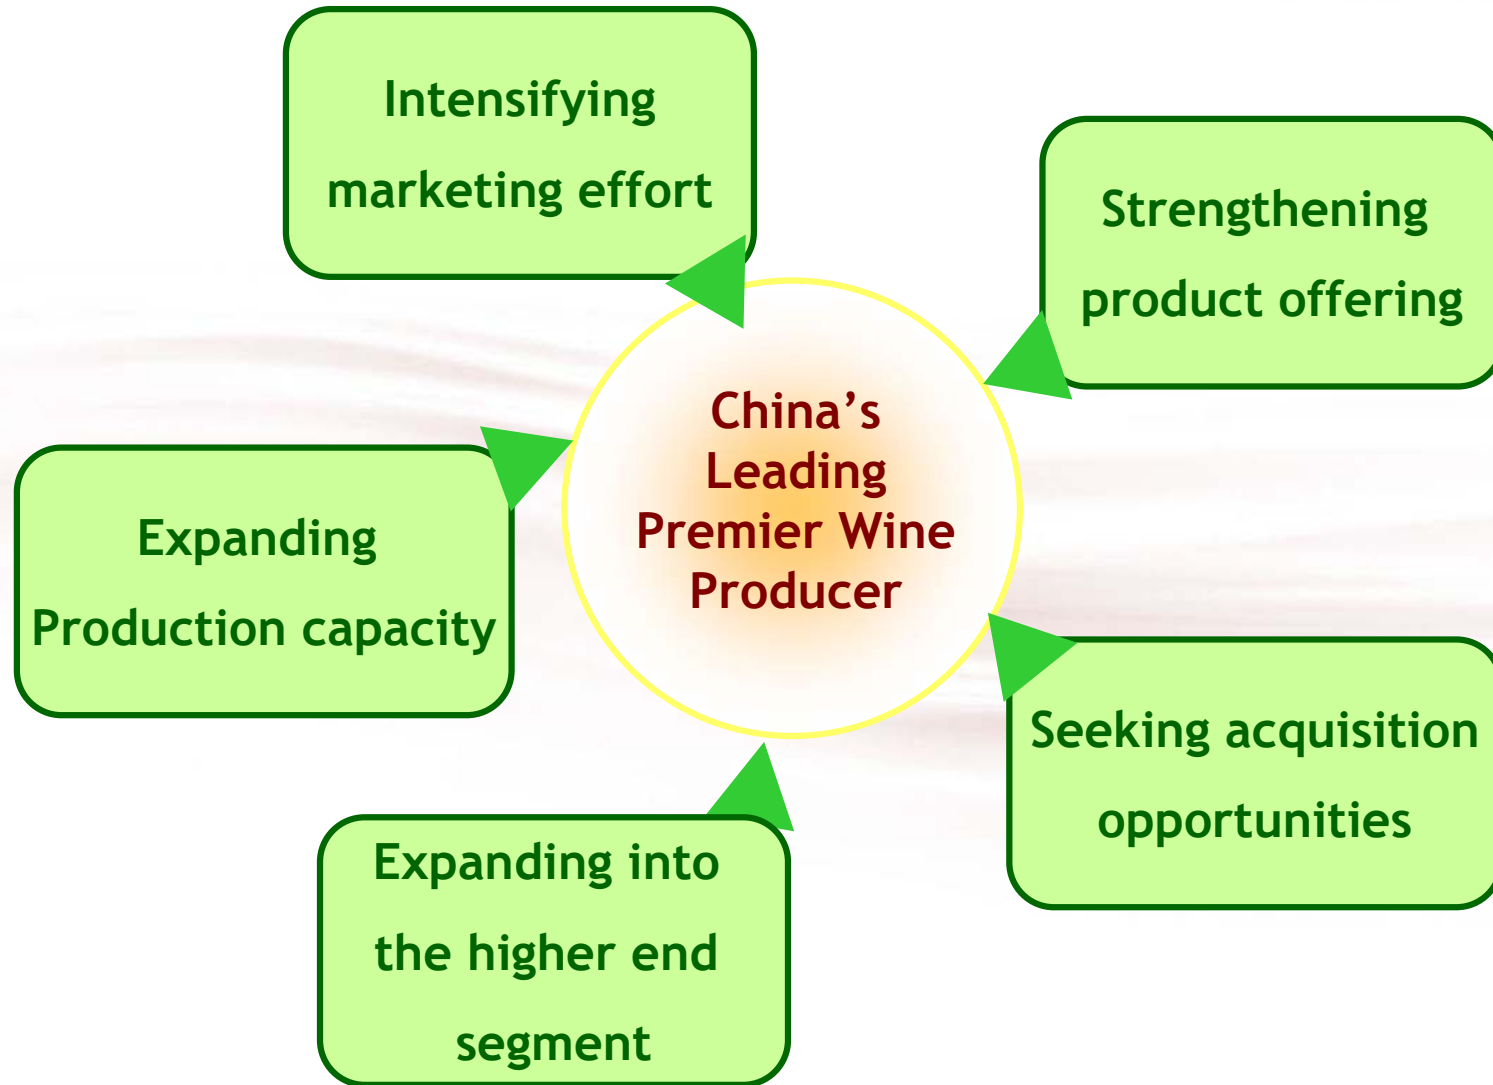 Intensifying
marketing effort
Strengthening
product offering
China’s
Leading
Premier Wine
Producer
Expanding
Production capacity
Seeking acquisition
opportunities
Expanding into
the higher end
segment